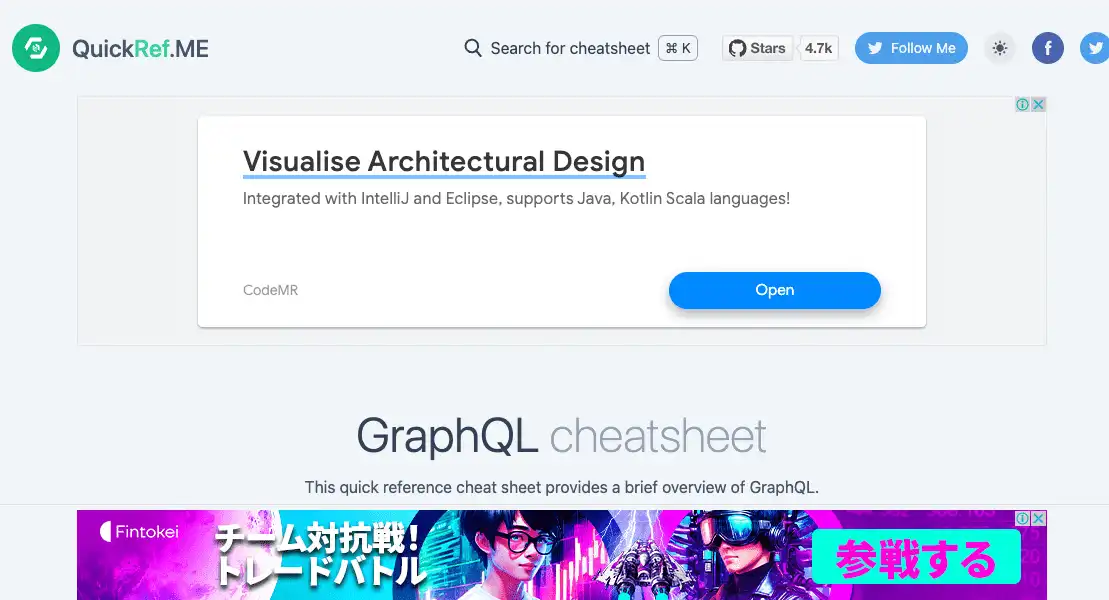 QuickRef.ME
Search for cheatsheet ⌘ K
Stars 4.7k
Follow Me
Visualise Architectural Design
Integrated with IntelliJ and Eclipse, supports Java, Kotlin Scala languages!
CodeMR
Open
GraphQL cheatsheet
This quick reference cheat sheet provides a brief overview of GraphQL.
Fintokei
チーム対抗戦!
トレードバトル
参戦する